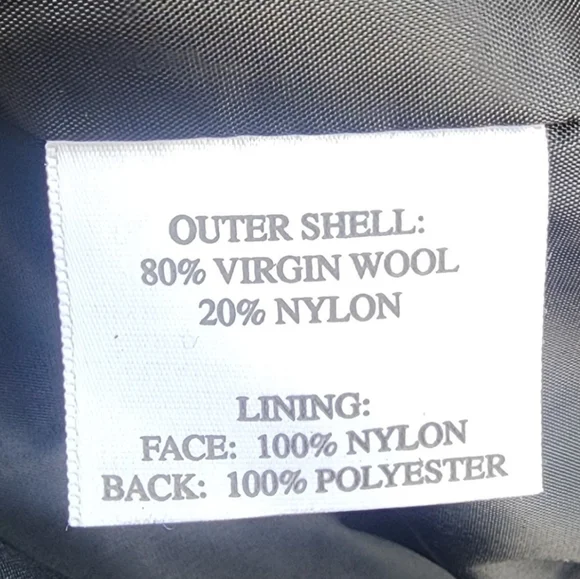 OUTER SHELL:
80% VIRGIN WOOL
20% NYLON
LINING:
FACE: 100% NYLON
BACK: 100% POLYESTER